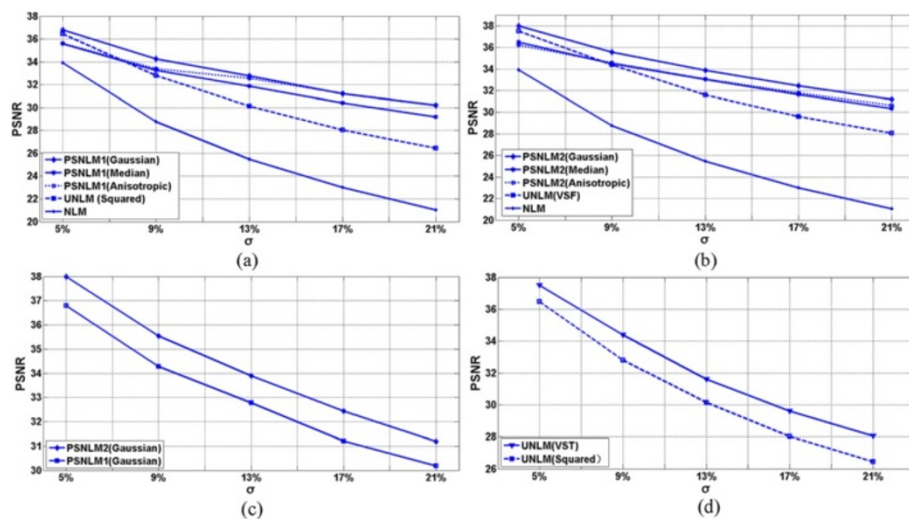 (a)
38
36
34
32
30
28
26
24
22
20
PSNR
PSNLM1(Gaussian)
PSNLM1(Median)
PSNLM1(Anisotropic)
UNLM (Squared)
NLM
5% 9% 13% 17% 21%
σ
(b)
38
36
34
32
30
28
26
24
22
20
PSNR
PSNLM2(Gaussian)
PSNLM2(Median)
PSNLM2(Anisotropic)
UNLM(VSF)
NLM
5% 9% 13% 17% 21%
σ
(c)
38
37
36
35
34
33
32
31
30
PSNR
PSNLM2(Gaussian)
PSNLM1(Gaussian)
5% 9% 13% 17% 21%
σ
(d)
38
36
34
32
30
28
26
PSNR
UNLM(VST)
UNLM(Squared）
5% 9% 13% 17% 21%
σ